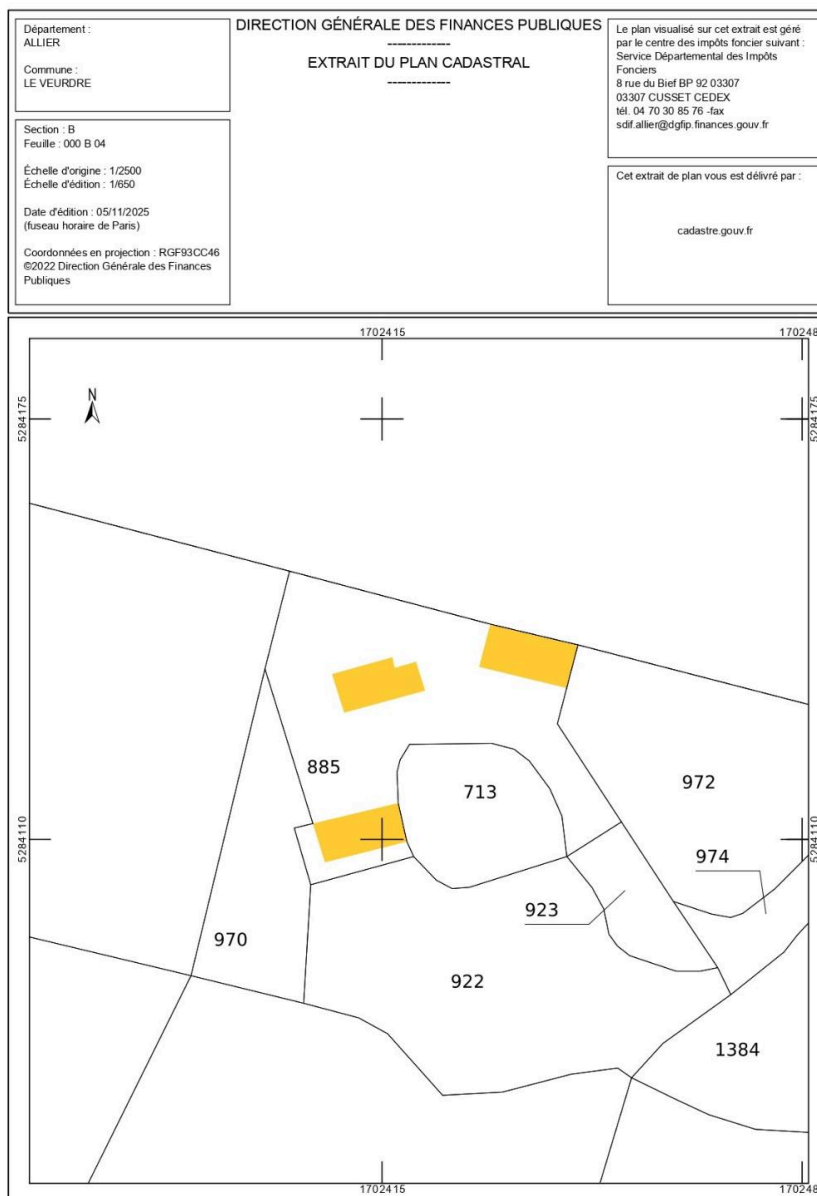 Département :
ALLIER
Commune :
LE VEURDRE
Section : B
Feuille : 000 B 04
Échelle d'origine : 1/2500
Échelle d'édition : 1/650
Date d'édition : 05/11/2025
(fuseau horaire de Paris)
Coordonnées en projection : RGF93CC46
©2022 Direction Générale des Finances
Publiques
DIRECTION GÉNÉRALE DES FINANCES PUBLIQUES
-------------
EXTRAIT DU PLAN CADASTRAL
-------------
Le plan visualisé sur cet extrait est géré
par le centre des impôts foncier suivant :
Service Départemental des Impôts
Fonciers
8 rue du Bief BP 92 03307
03307 CUSSET CEDEX
tél. 04 70 30 85 76 -fax
sdif.allier@dgfip.finances.gouv.fr
Cet extrait de plan vous est délivré par :
cadastre.gouv.fr
1702415
170248
N
5284175
5284175
885
713
972
5284110
5284110
974
923
970
922
1384
1702415
170248